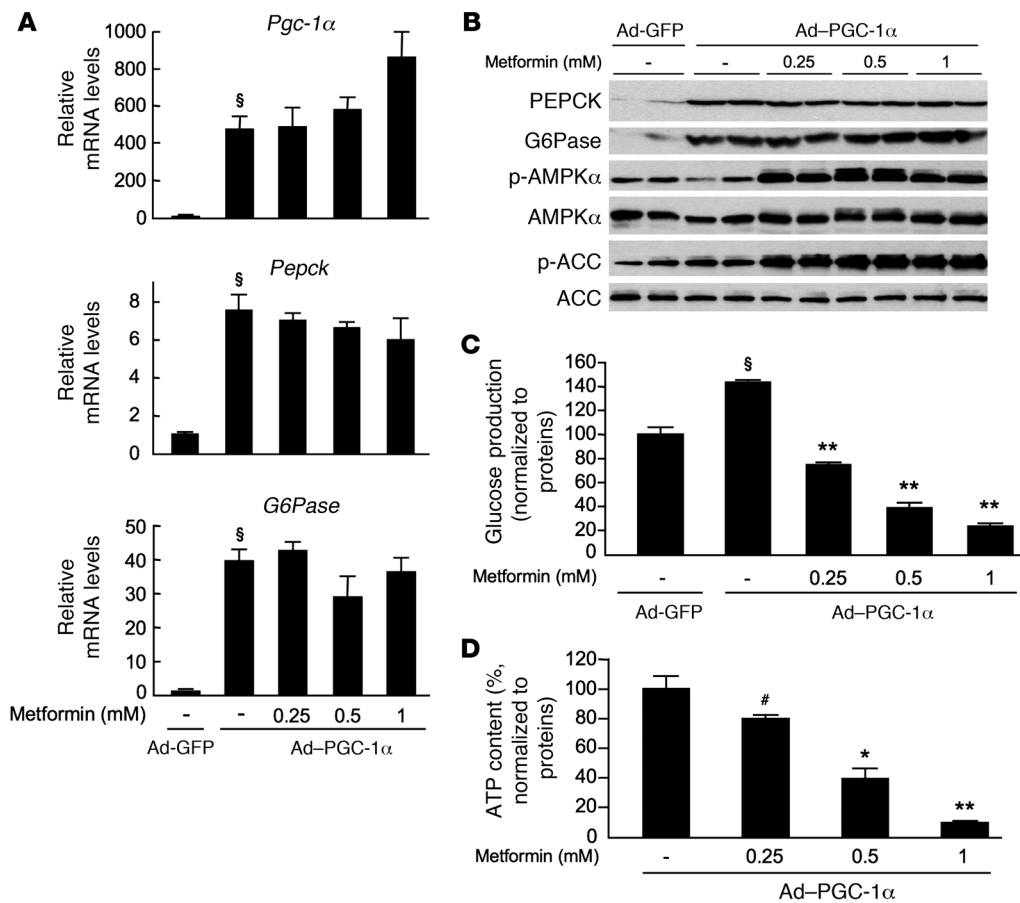 A
Pgc-1α
Relative
mRNA levels
1000
800
600
400
200
0
§
Pepck
Relative
mRNA levels
8
6
4
2
0
§
G6Pase
Relative
mRNA levels
50
40
30
20
10
0
§
Metformin (mM) - - 0.25 0.5 1
Ad-GFP Ad–PGC-1α
B
Ad-GFP Ad–PGC-1α
Metformin (mM) - - 0.25 0.5 1
PEPCK
G6Pase
p-AMPKα
AMPKα
p-ACC
ACC
C
Glucose production
(normalized to
proteins)
160
140
120
100
80
60
40
20
0
§
**
**
**
Metformin (mM) - - 0.25 0.5 1
Ad-GFP Ad–PGC-1α
D
ATP content (%,
normalized to
proteins)
120
100
80
60
40
20
0
#
*
**
Metformin (mM) - 0.25 0.5 1
Ad–PGC-1α